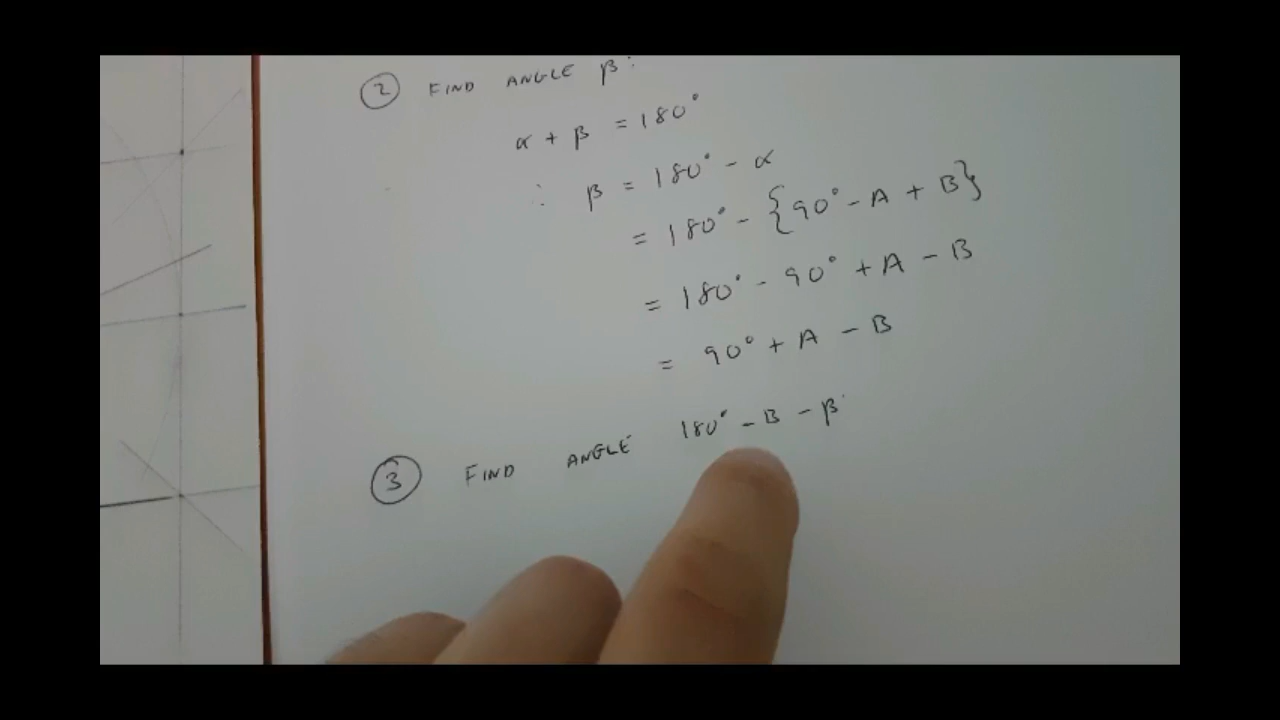 ② FIND ANGLE β:
α + β = 180°
∴ β = 180° - α
= 180° - {90° - A + B}
= 180° - 90° + A - B
= 90° + A - B
③ FIND ANGLE 180° - B - β